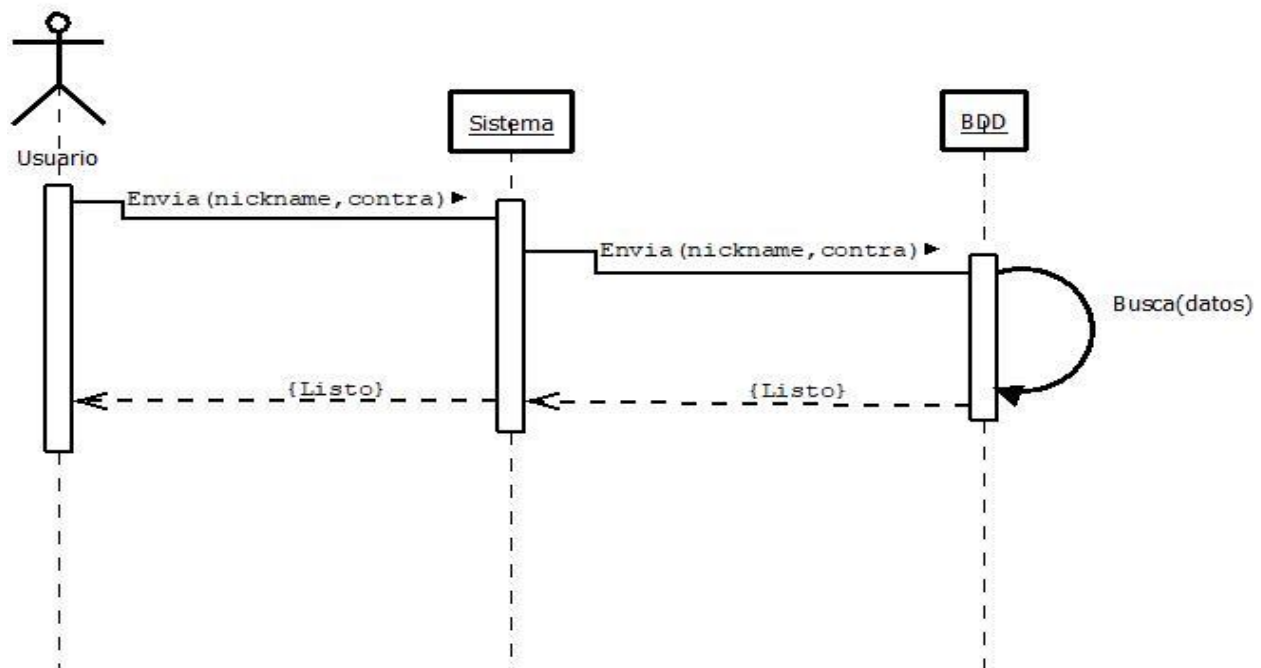 Usuario
Sistema
BDD
Envia(nickname,contra)
Envia(nickname,contra)
Busca(datos)
{Listo}
{Listo}